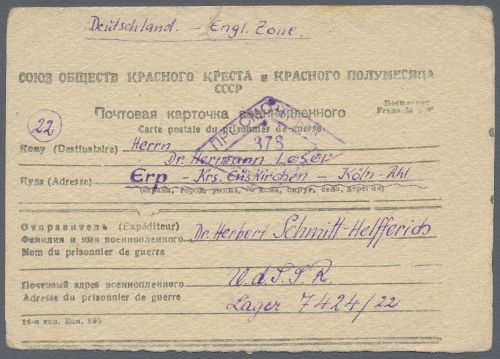 Deutschland. - Engl. Zone.
СОЮЗ ОБЩЕСТВ КРАСНОГО КРЕСТА и КРАСНОГО ПОЛУМЕСЯЦА
СССР
Почтовая карточка военнопленного
Carte postale du prisonnier de guerre
22
Кому (Destinataire) Herrn
Dr. Hermann Leser
Куда (Adresse) Erp - Krs. Euskirchen - Köln-Rhl.
Отправитель (Expéditeur)
Фамилия и имя военнопленного Dr. Herbert Schmitt-Helfferich
Nom du prisonnier de guerre
Почтовый адрес военнопленного U.d.S.S.R.
Adresse du prisonnier de guerre Lager 7424/22